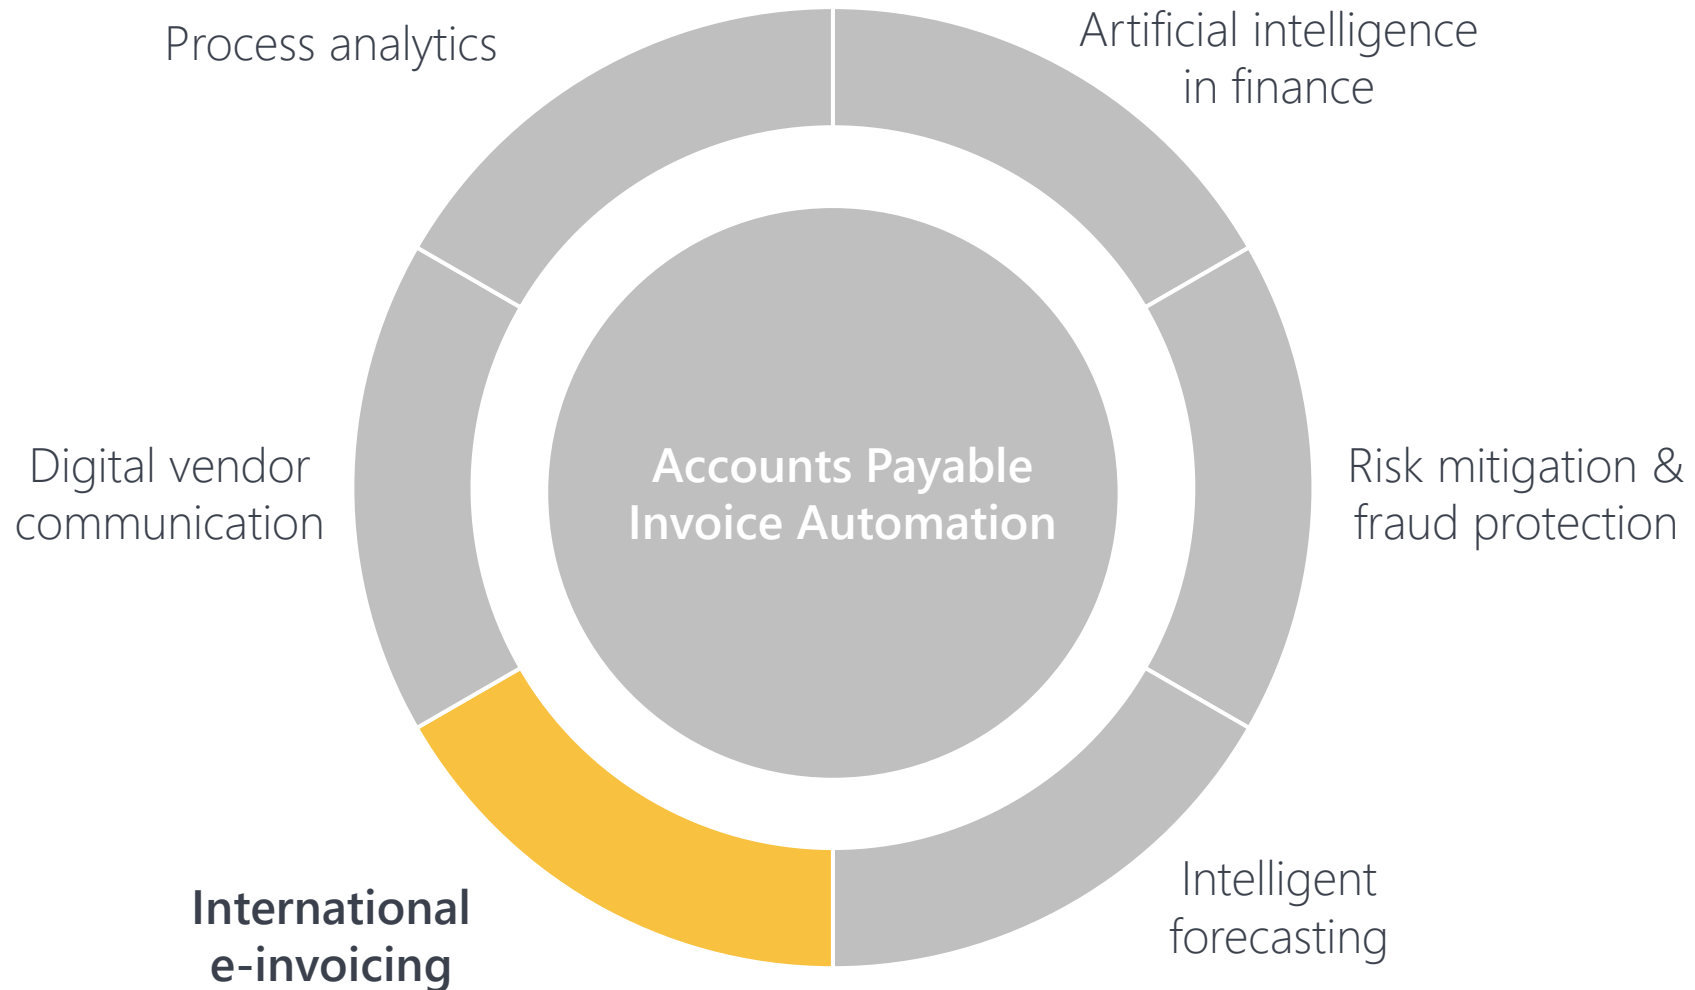 Process analytics
Artificial intelligence
in finance
Digital vendor
communication
Accounts Payable
Invoice Automation
Risk mitigation &
fraud protection
International
e-invoicing
Intelligent
forecasting